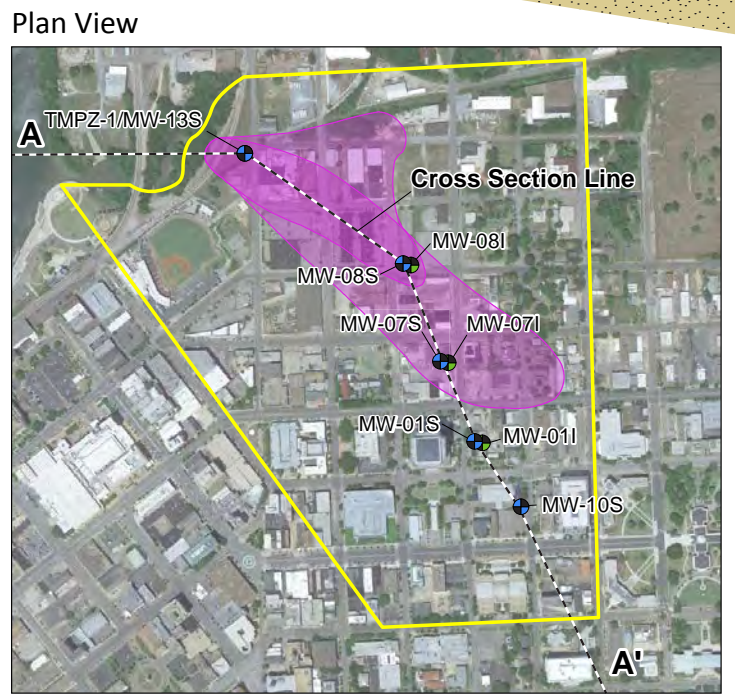 Plan View
TMPZ-1/MW-13S
A
Cross Section Line
MW-08I
MW-08S
MW-07S
MW-07I
MW-01S
MW-01I
MW-10S
A'